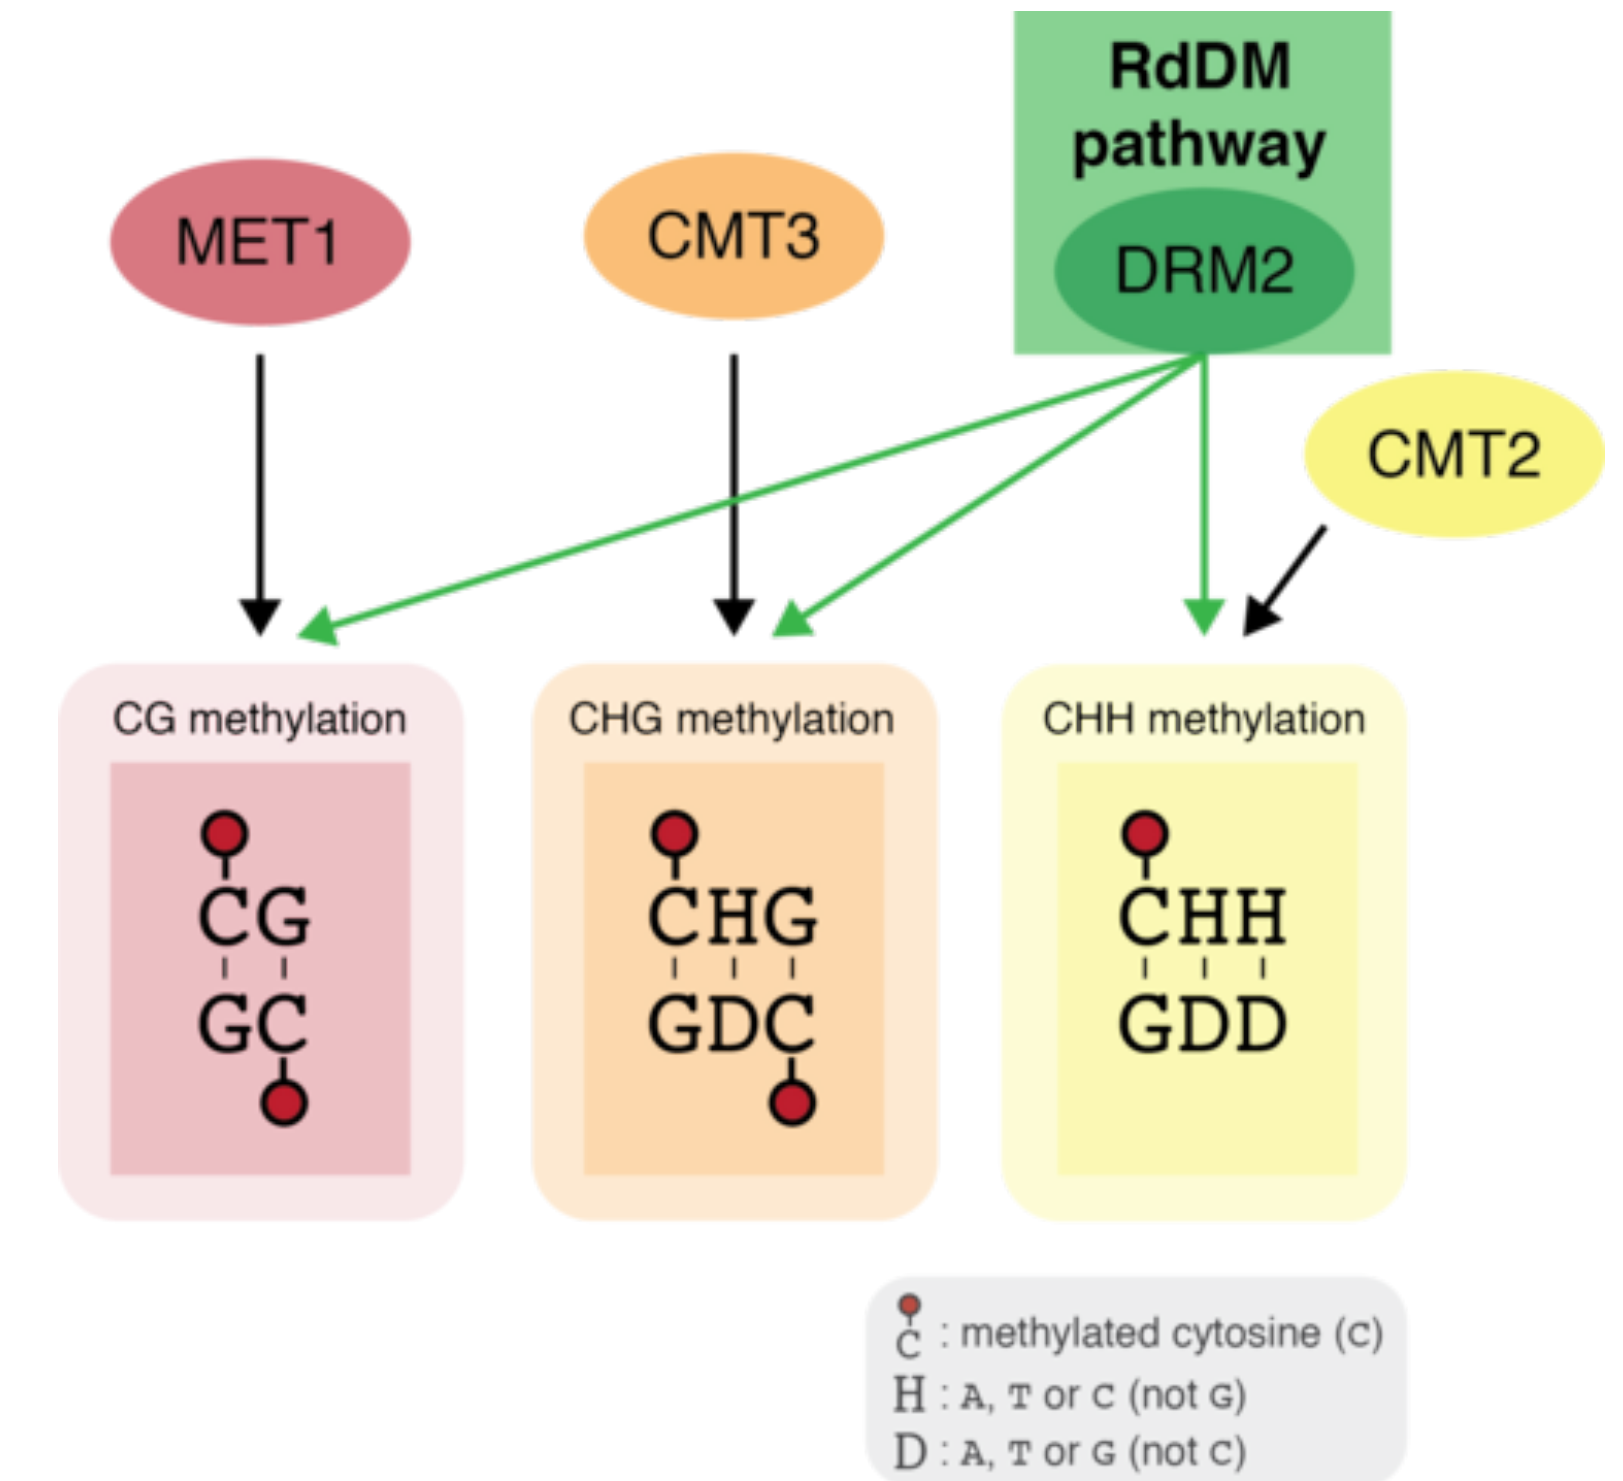 RdDM
pathway
MET1
CMT3
DRM2
CMT2
CG methylation
CHG methylation
CHH methylation
CG
GC
CHG
GDC
CHH
GDD
C : methylated cytosine (C)
H : A, T or C (not G)
D : A, T or G (not C)